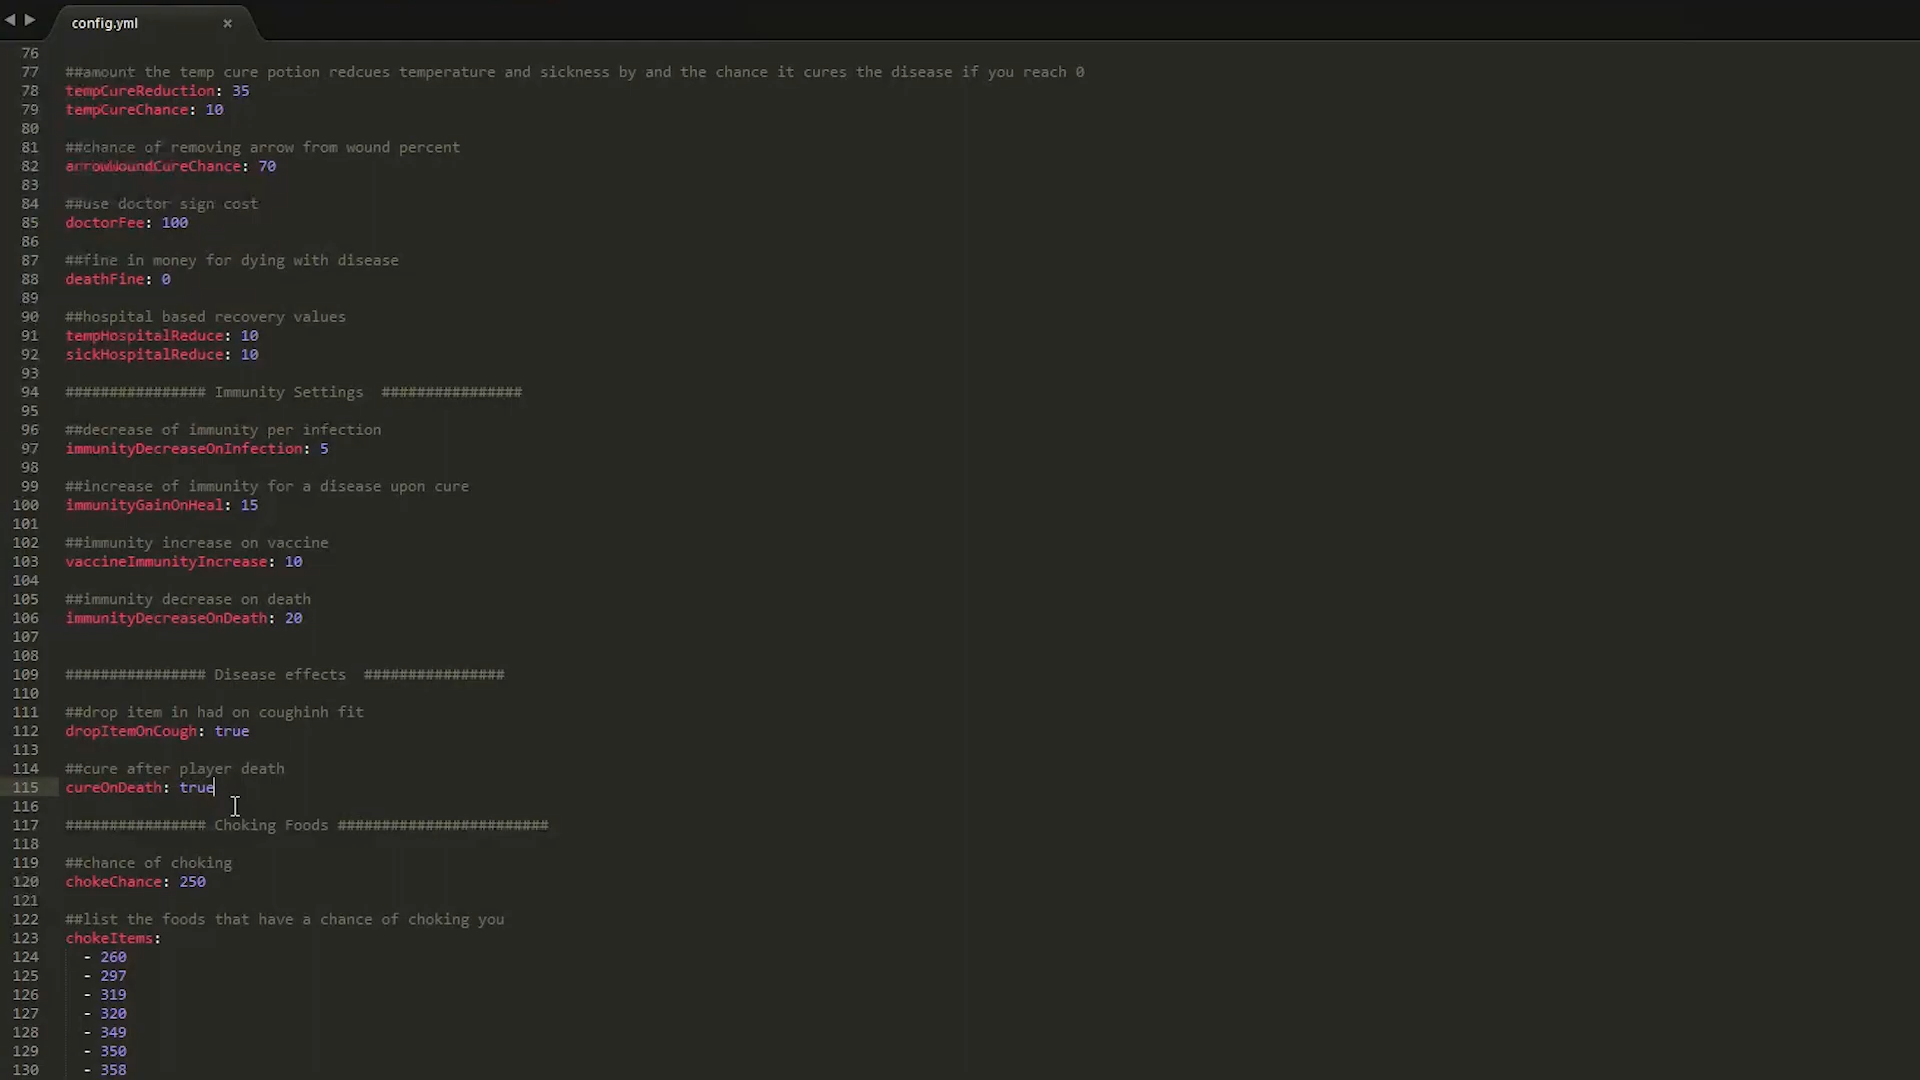 config.yml ×
76
77 ##amount the temp cure potion redcues temperature and sickness by and the chance it cures the disease if you reach 0
78 tempCureReduction: 35
79 tempCureChance: 10
80
81 ##chance of removing arrow from wound percent
82 arrowWoundCureChance: 70
83
84 ##use doctor sign cost
85 doctorFee: 100
86
87 ##fine in money for dying with disease
88 deathFine: 0
89
90 ##hospital based recovery values
91 tempHospitalReduce: 10
92 sickHospitalReduce: 10
93
94 ################ Immunity Settings  ################
95
96 ##decrease of immunity per infection
97 immunityDecreaseOnInfection: 5
98
99 ##increase of immunity for a disease upon cure
100 immunityGainOnHeal: 15
101
102 ##immunity increase on vaccine
103 vaccineImmunityIncrease: 10
104
105 ##immunity decrease on death
106 immunityDecreaseOnDeath: 20
107
108
109 ################ Disease effects  ################
110
111 ##drop item in had on coughinh fit
112 dropItemOnCough: true
113
114 ##cure after player death
115 cureOnDeath: true
116
117 ################ Choking Foods ########################
118
119 ##chance of choking
120 chokeChance: 250
121
122 ##list the foods that have a chance of choking you
123 chokeItems:
124 - 260
125 - 297
126 - 319
127 - 320
128 - 349
129 - 350
130 - 358